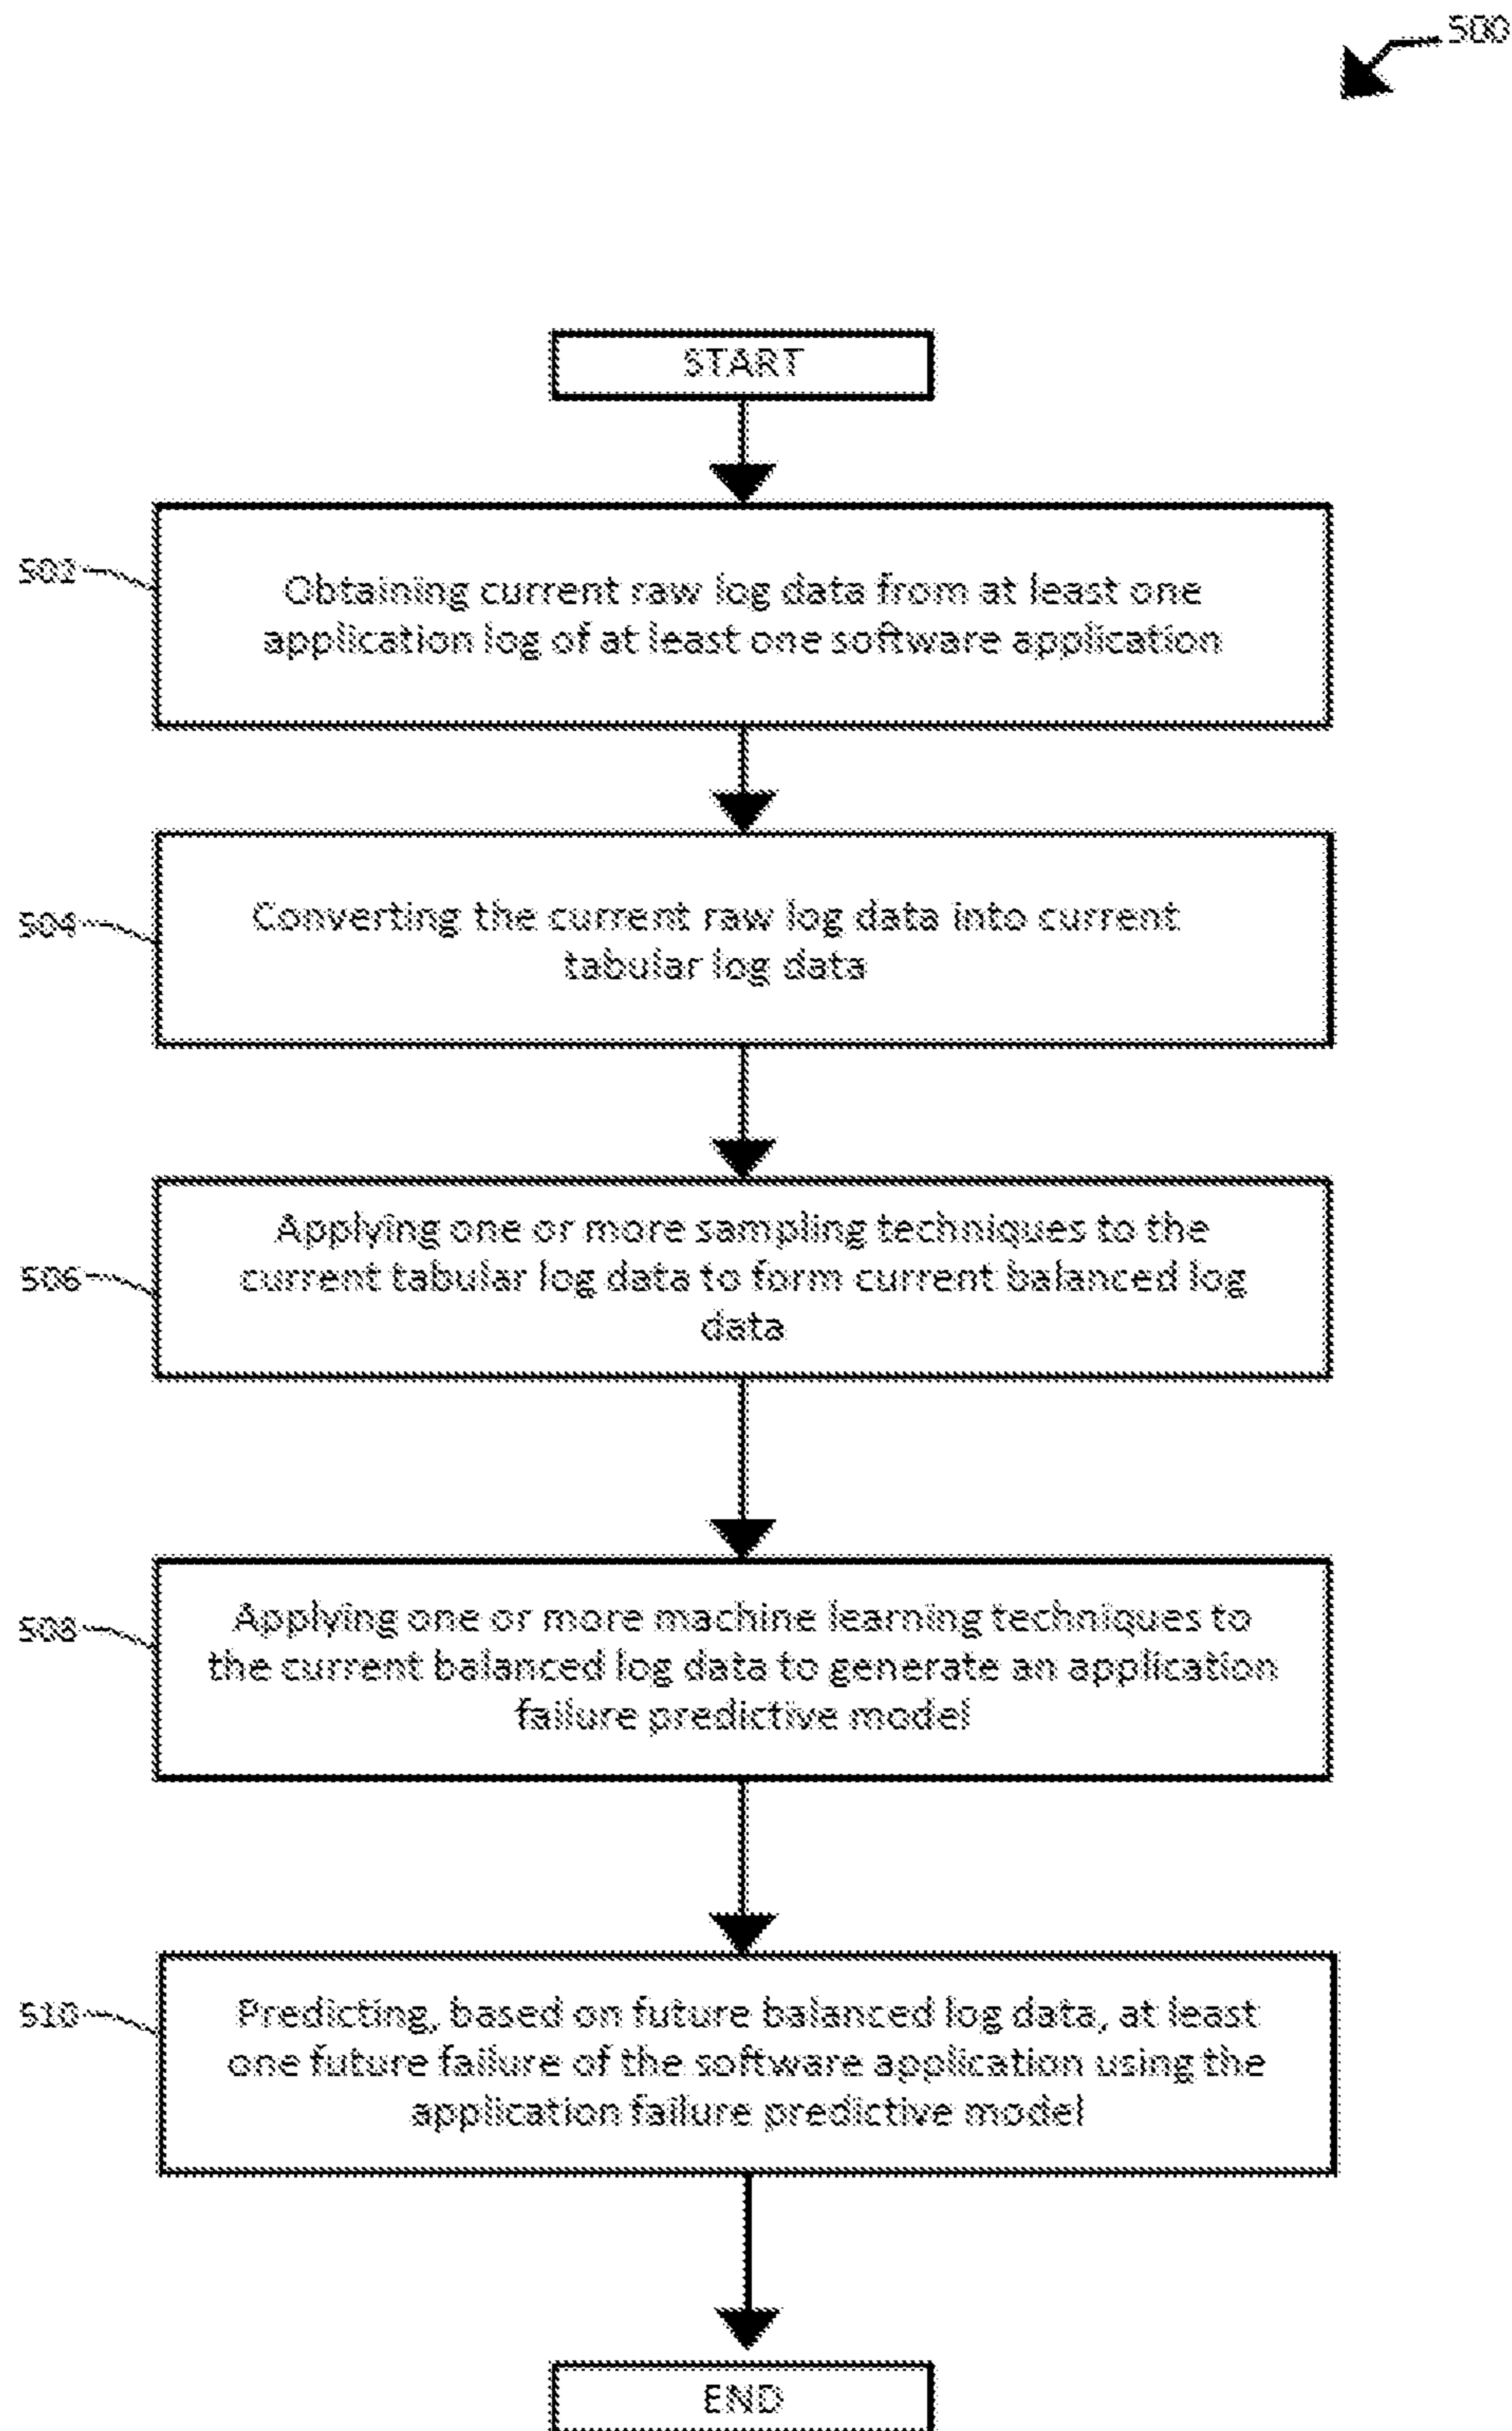 500
START
502
Obtaining current raw log data from at least one
application log of at least one software application
504
Converting the current raw log data into current
tabular log data
506
Applying one or more sampling techniques to the
current tabular log data to form current balanced log
data
508
Applying one or more machine learning techniques to
the current balanced log data to generate an application
failure predictive model
510
Predicting, based on future balanced log data, at least
one future failure of the software application using the
application failure predictive model
END